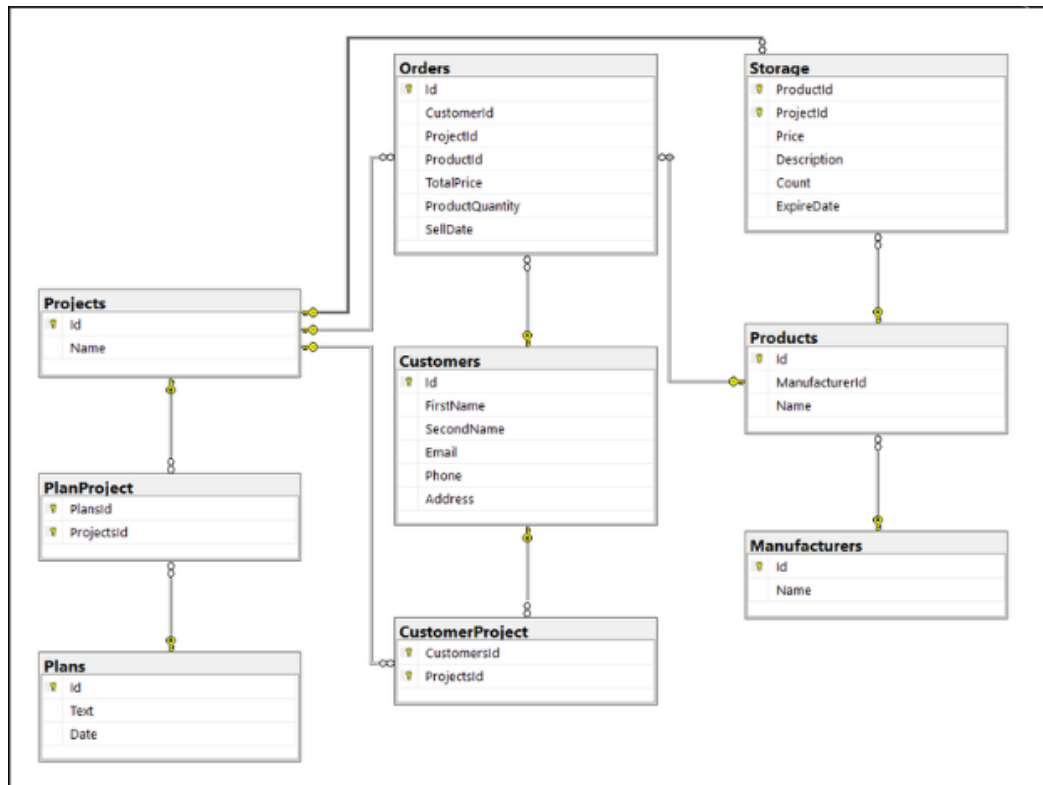 Orders
Id
CustomerId
ProjectId
ProductId
TotalPrice
ProductQuantity
SellDate
Storage
ProductId
ProjectId
Price
Description
Count
ExpireDate
Projects
Id
Name
Customers
Id
FirstName
SecondName
Email
Phone
Address
Products
Id
ManufacturerId
Name
PlanProject
PlansId
ProjectsId
Manufacturers
Id
Name
CustomerProject
CustomersId
ProjectsId
Plans
Id
Text
Date